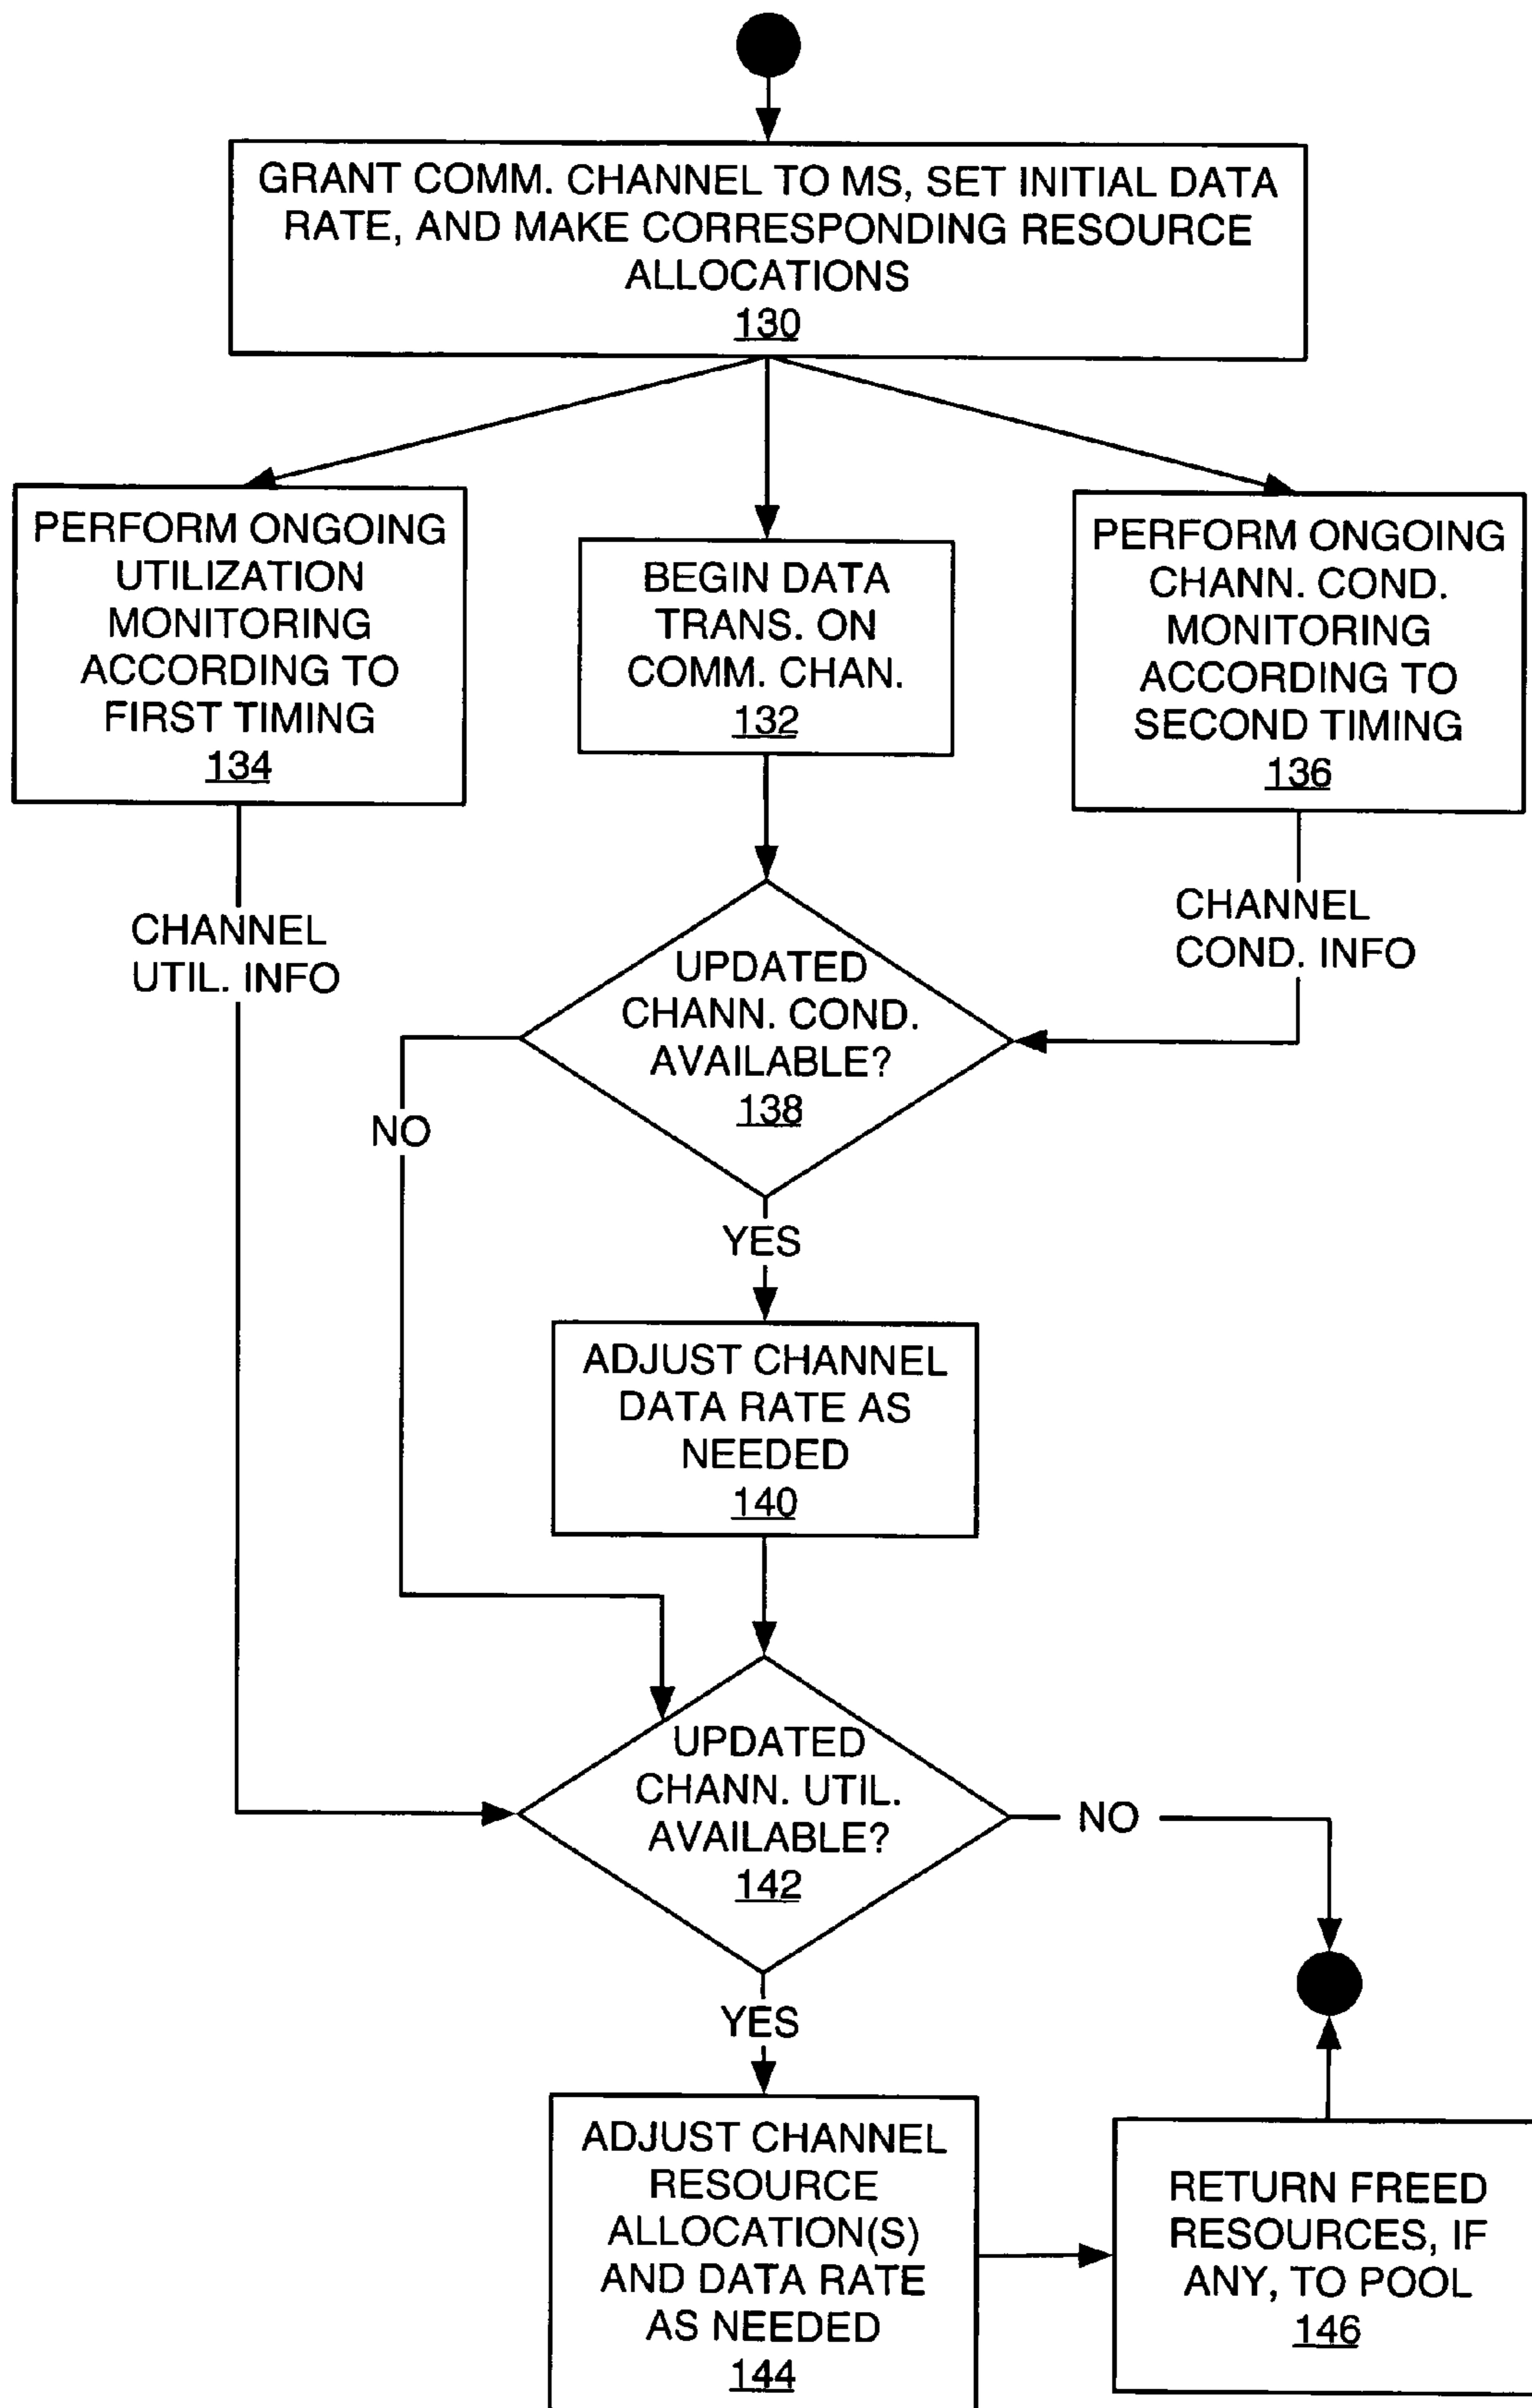 GRANT COMM. CHANNEL TO MS, SET INITIAL DATA
RATE, AND MAKE CORRESPONDING RESOURCE
ALLOCATIONS
130
PERFORM ONGOING
UTILIZATION
MONITORING
ACCORDING TO
FIRST TIMING
134
BEGIN DATA
TRANS. ON
COMM. CHAN.
132
PERFORM ONGOING
CHANN. COND.
MONITORING
ACCORDING TO
SECOND TIMING
136
CHANNEL
UTIL. INFO
CHANNEL
COND. INFO
UPDATED
CHANN. COND.
AVAILABLE?
138
NO
YES
ADJUST CHANNEL
DATA RATE AS
NEEDED
140
UPDATED
CHANN. UTIL.
AVAILABLE?
142
NO
YES
ADJUST CHANNEL
RESOURCE
ALLOCATION(S)
AND DATA RATE
AS NEEDED
144
RETURN FREED
RESOURCES, IF
ANY, TO POOL
146